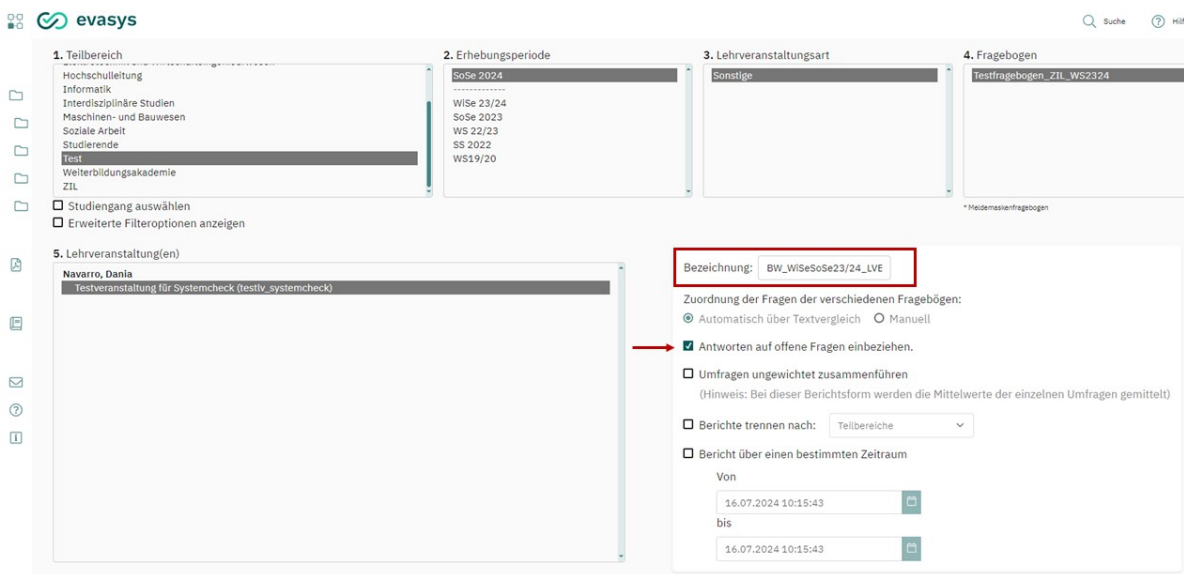 evasys
Suche
1. Teilbereich
Hochschulleitung
Informatik
Interdisziplinäre Studien
Maschinen- und Bauwesen
Soziale Arbeit
Studierende
Test
Weiterbildungsakademie
ZIL
Studiengang auswählen
Erweiterte Filteroptionen anzeigen
2. Erhebungsperiode
SoSe 2024
-------------
WiSe 23/24
SoSe 2023
WS 22/23
SS 2022
WS19/20
3. Lehrveranstaltungsart
Sonstige
4. Fragebogen
Testfragebogen_ZIL_WS2324
* Meldemaskenfragebogen
5. Lehrveranstaltung(en)
Navarro, Dania
Testveranstaltung für Systemcheck (testlv_systemcheck)
Bezeichnung: BW_WiSeSoSe23/24_LVE
Zuordnung der Fragen der verschiedenen Fragebögen:
Automatisch über Textvergleich Manuell
Antworten auf offene Fragen einbeziehen.
Umfragen ungewichtet zusammenführen
(Hinweis: Bei dieser Berichtsform werden die Mittelwerte der einzelnen Umfragen gemittelt)
Berichte trennen nach: Teilbereiche
Bericht über einen bestimmten Zeitraum
Von
16.07.2024 10:15:43
bis
16.07.2024 10:15:43